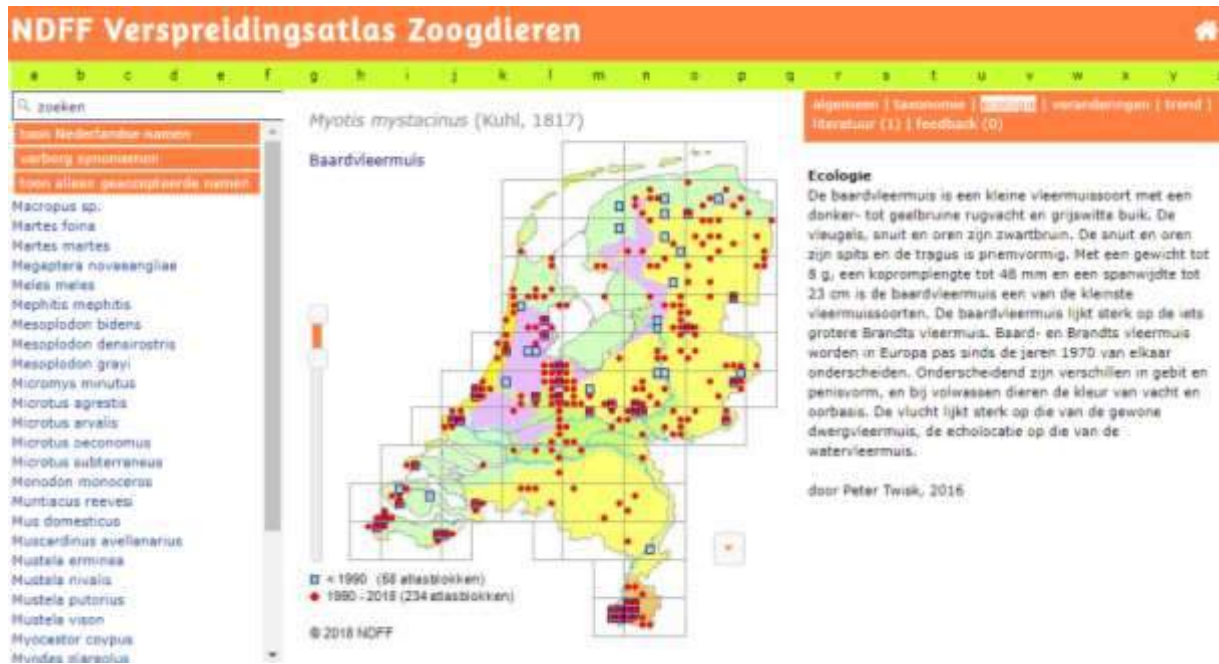 NDFF Verspreidingsatlas Zoogdieren
a b c d e f g h i j k l m n o p q r s t u v w x y
zoeken
toon Nederlandse namen
verberg synoniemen
toon alleen geaccepteerde namen
Macropus sp.
Martes foina
Martes martes
Megaptera novaeangliae
Meles meles
Mephitis mephitis
Mesoplodon bidens
Mesoplodon densirostris
Mesoplodon grayi
Micromys minutus
Microtus agrestis
Microtus arvalis
Microtus oeconomus
Microtus subterraneus
Monodon monoceros
Muntiacus reevesi
Mus domesticus
Muscardinus avellanarius
Mustela erminea
Mustela nivalis
Mustela putorius
Mustela vison
Myocastor coypus
Myodes glareolus
Myotis mystacinus (Kuhl, 1817)
Baardvleermuis
< 1990 (68 atlasblokken)
1990 - 2018 (234 atlasblokken)
© 2018 NDFF
algemeen | taxonomie | ecologie | veranderingen | trend |
literatuur (1) | feedback (0)
Ecologie
De baardvleermuis is een kleine vleermuissoort met een
donker- tot geelbruine rugvacht en grijswitte buik. De
vleugels, snuit en oren zijn zwartbruin. De snuit en oren
zijn spits en de tragus is priemvormig. Met een gewicht tot
8 g, een kopromplengte tot 48 mm en een spanwijdte tot
23 cm is de baardvleermuis een van de kleinste
vleermuissoorten. De baardvleermuis lijkt sterk op de iets
grotere Brandts vleermuis. Baard- en Brandts vleermuis
worden in Europa pas sinds de jaren 1970 van elkaar
onderscheiden. Onderscheidend zijn verschillen in gebit en
penisvorm, en bij volwassen dieren de kleur van vacht en
oorbasis. De vlucht lijkt sterk op die van de gewone
dwergvleermuis, de echolocatie op die van de
watervleermuis.
door Peter Twisk, 2016